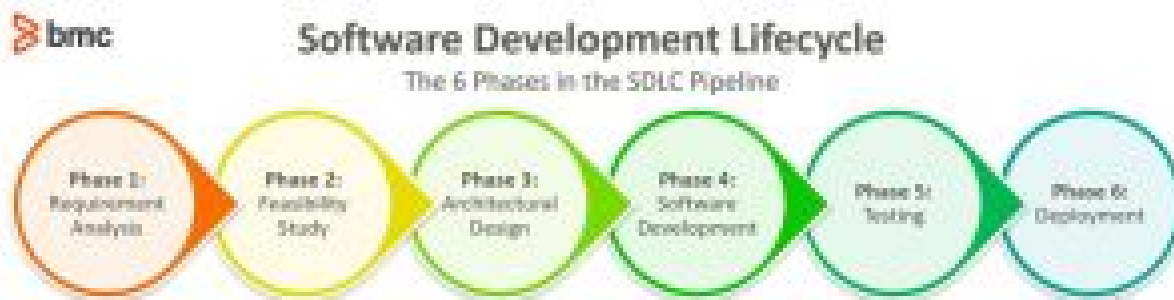 bmc
Software Development Lifecycle
The 6 Phases in the SDLC Pipeline
Phase 1:
Requirement
Analysis
Phase 2:
Feasibility
Study
Phase 3:
Architectural
Design
Phase 4:
Software
Development
Phase 5:
Testing
Phase 6:
Deployment